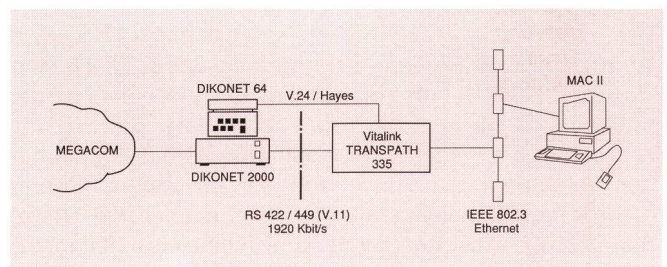 DIKONET 64
V.24 / Hayes
MAC II
MEGACOM
Vitalink
TRANSPATH
335
DIKONET 2000
RS 422 / 449 (V.11)
1920 Kbit/s
IEEE 802.3
Ethernet